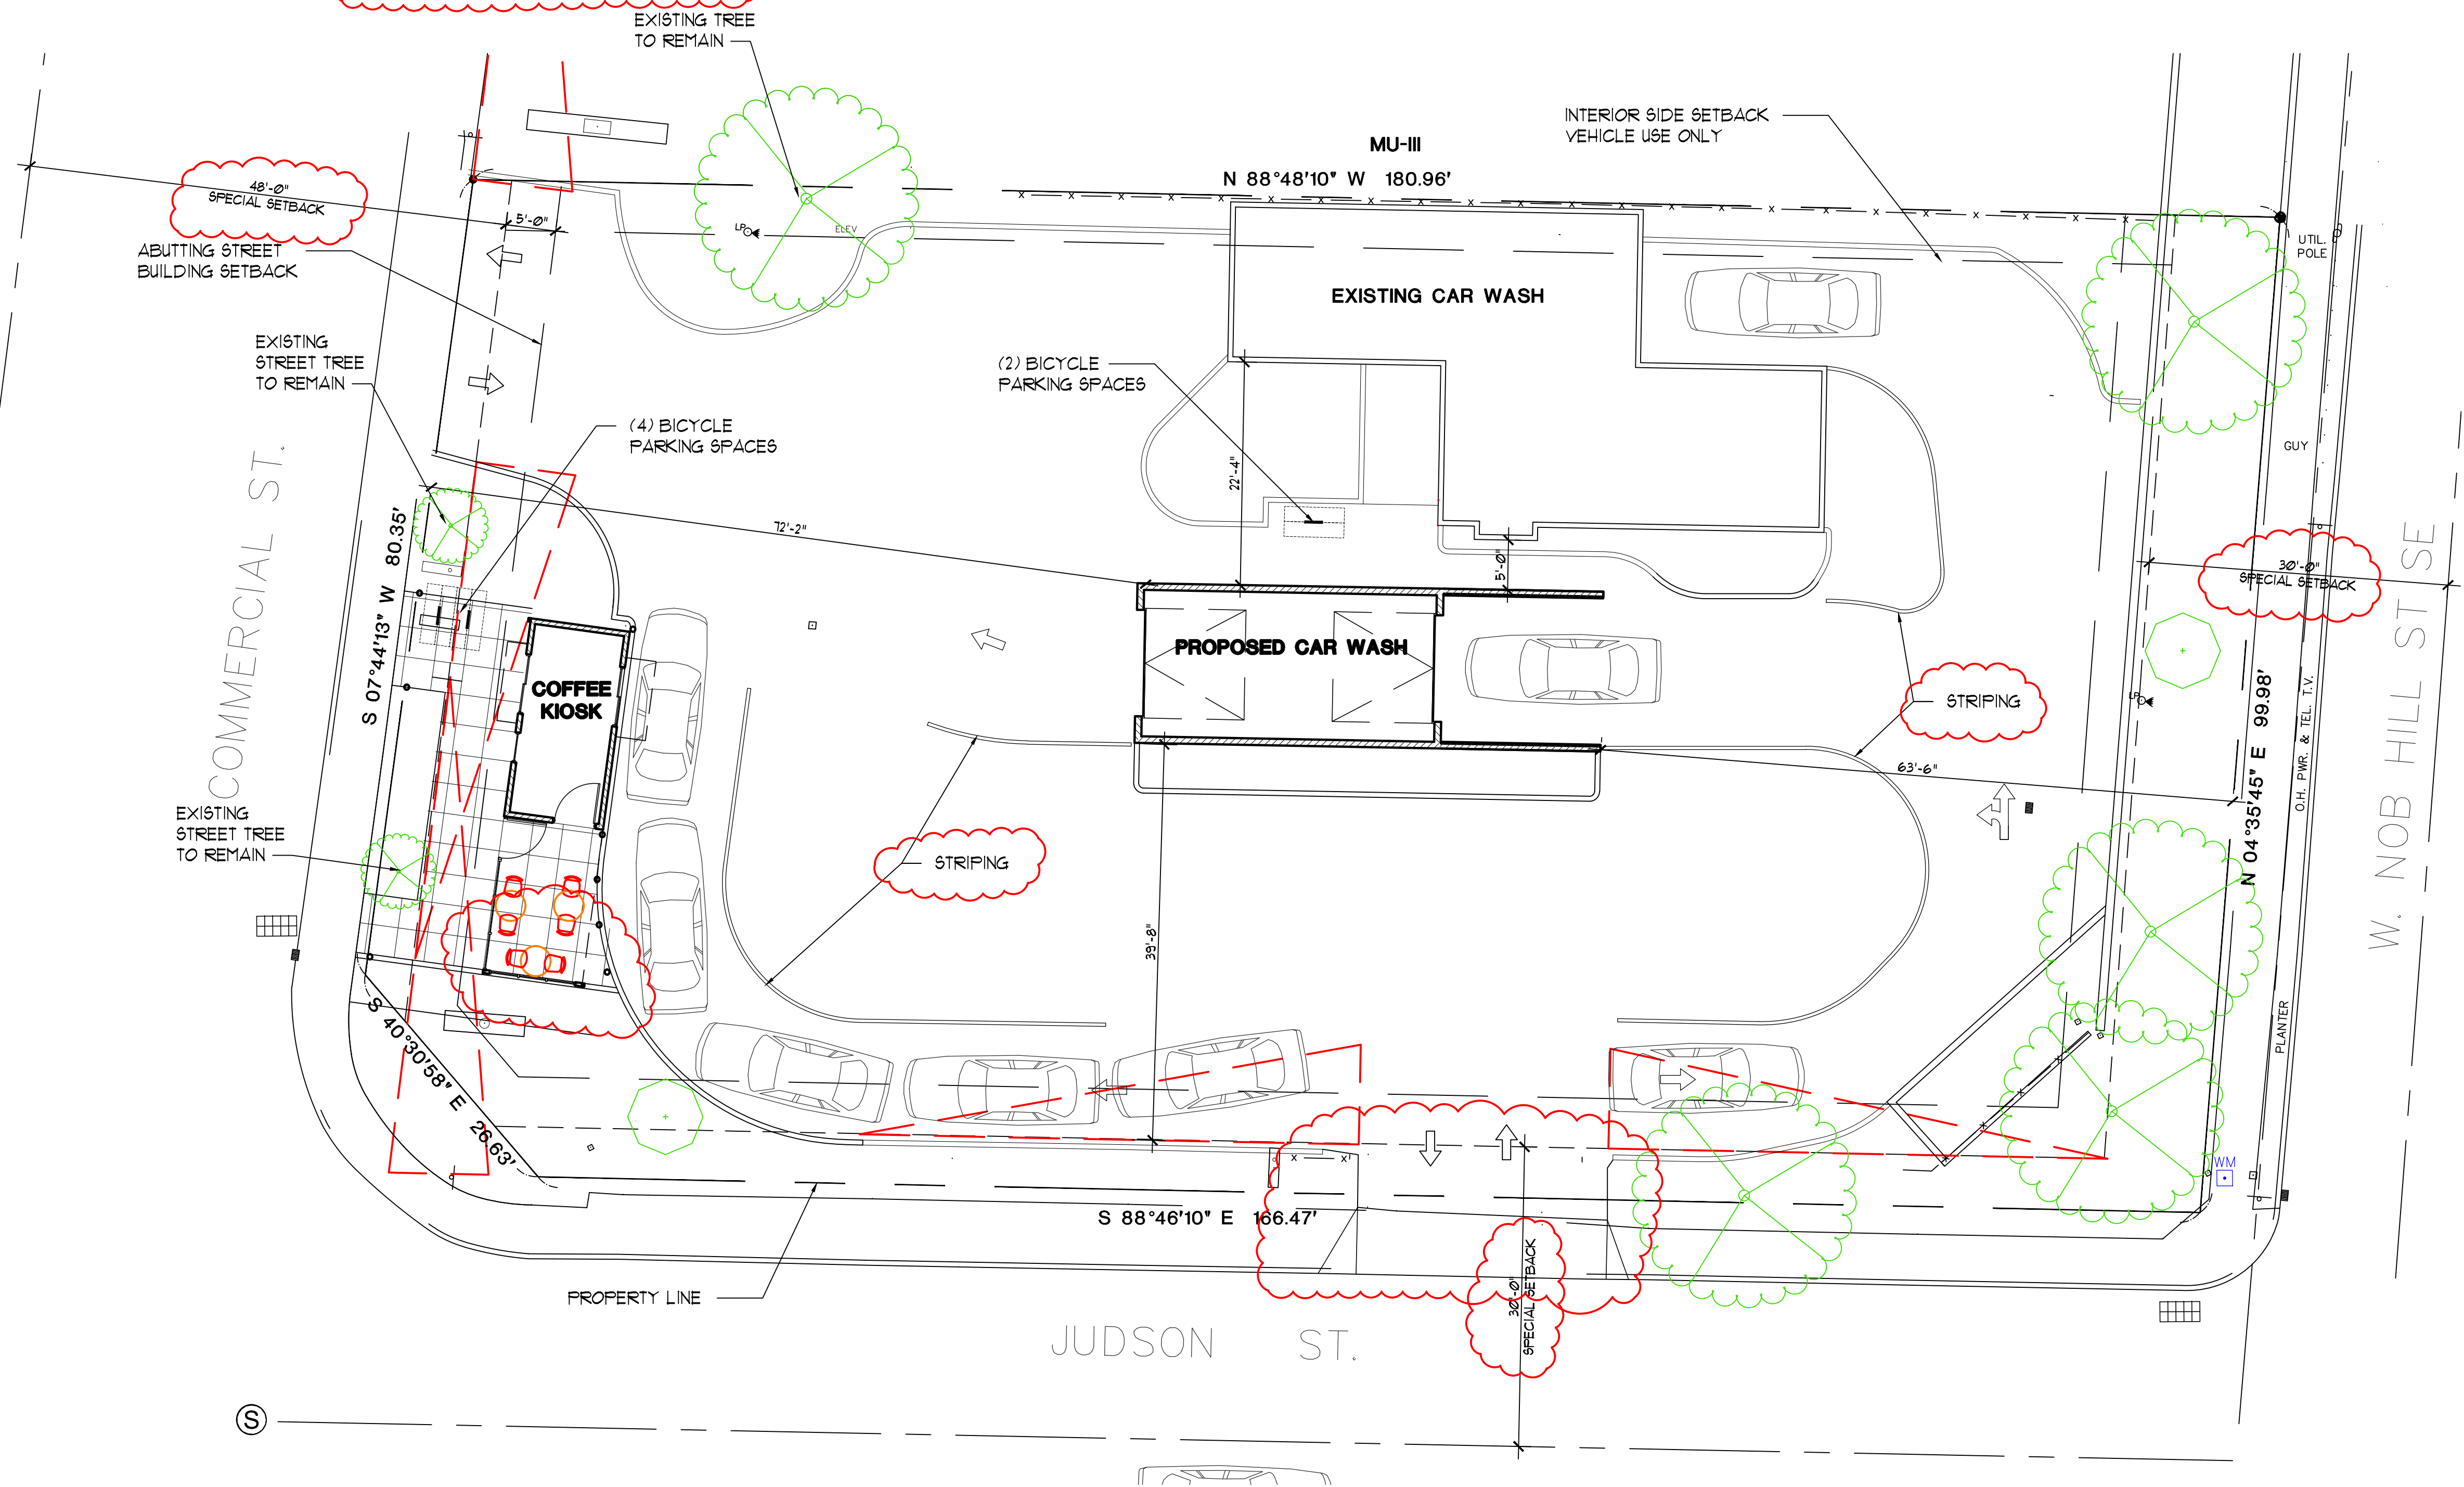 EXISTING TREE
TO REMAIN
INTERIOR SIDE SETBACK
VEHICLE USE ONLY
MU-III
N 88°48'10" W 180.96'
48'-0"
SPECIAL SETBACK
5'-0"
ABUTTING STREET
BUILDING SETBACK
LP
ELEV
UTIL.
POLE
EXISTING CAR WASH
EXISTING
STREET TREE
TO REMAIN
(2) BICYCLE
PARKING SPACES
(4) BICYCLE
PARKING SPACES
GUY
22'-4"
72'-2"
5'-0"
30'-0"
SPECIAL SETBACK
COMMERCIAL ST.
S 07°44'13" W 80.35'
PROPOSED CAR WASH
COFFEE
KIOSK
STRIPING
LP
N 04°35'45" E 99.98'
O.H. PWR. & TEL. T.V.
W. NOB HILL ST SE
63'-6"
EXISTING
STREET TREE
TO REMAIN
STRIPING
39'-8"
S 40°30'58" E 26.63'
PLANTER
X X
WM
S 88°46'10" E 166.47'
PROPERTY LINE
30'-0"
SPECIAL SETBACK
JUDSON ST.
S